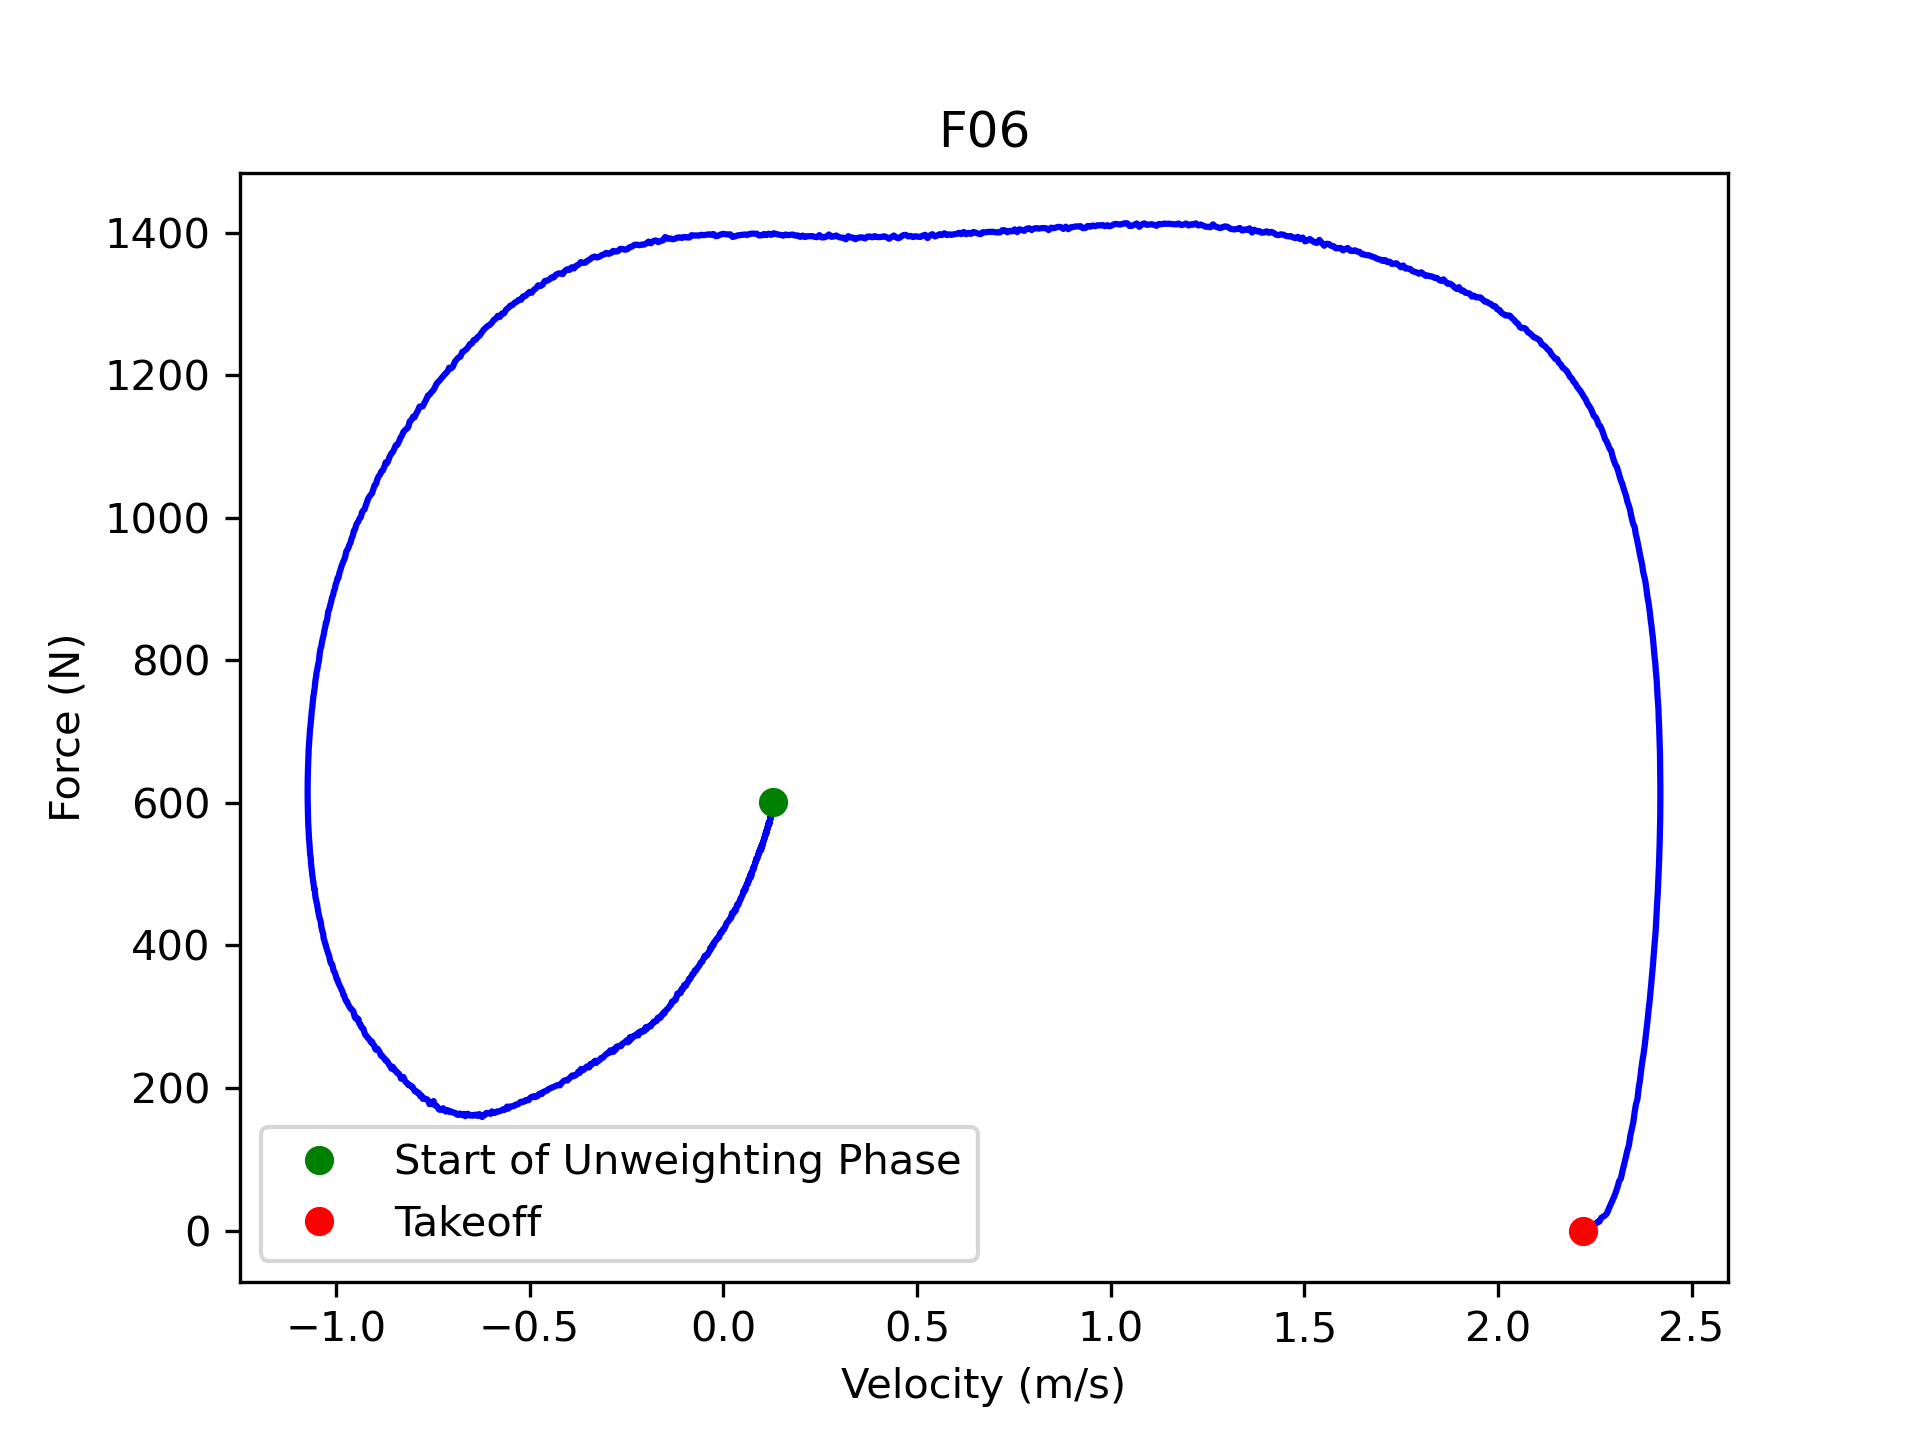 F06
1400
1200
1000
800
600
400
200
0
Force (N)
Start of Unweighting Phase
Takeoff
−1.0 −0.5 0.0 0.5 1.0 1.5 2.0 2.5
Velocity (m/s)